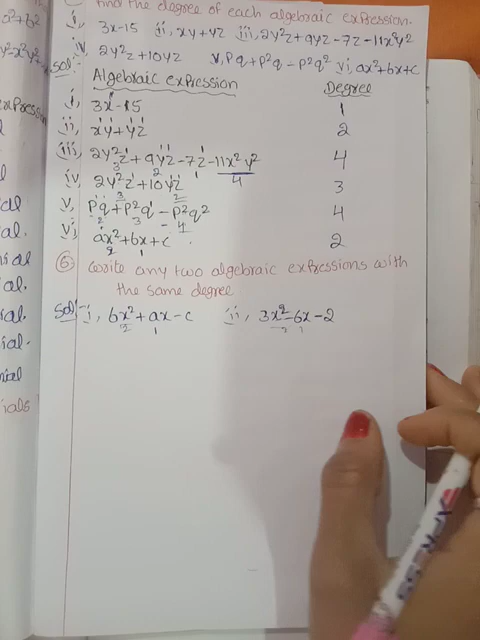 Find the degree of each algebraic expression.
i, 3x-15 ii, xy+yz iii, 2y²z+9yz-7z-11x²y²
iv, 2y²z+10yz v, pq+p²q-p²q² vi, ax²+bx+c
Sol:
Algebraic expression Degree
i, 3x-15 1
ii, xy+yz 2
iii, 2y²z+9yz-7z-11x²y² 4
iv, 2y²z+10yz 3
v, pq+p²q-p²q² 4
vi, ax²+bx+c 2
⑥ Write any two algebraic expressions with
the same degree
Sol:- i, bx²+ax-c ii, 3x²-6x-2
a²+b²
EXPRESS